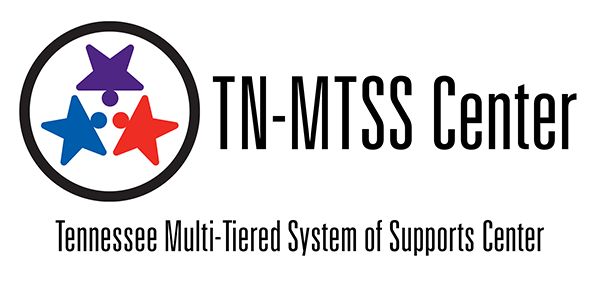 TN-MTSS Center
Tennessee Multi-Tiered System of Supports Center